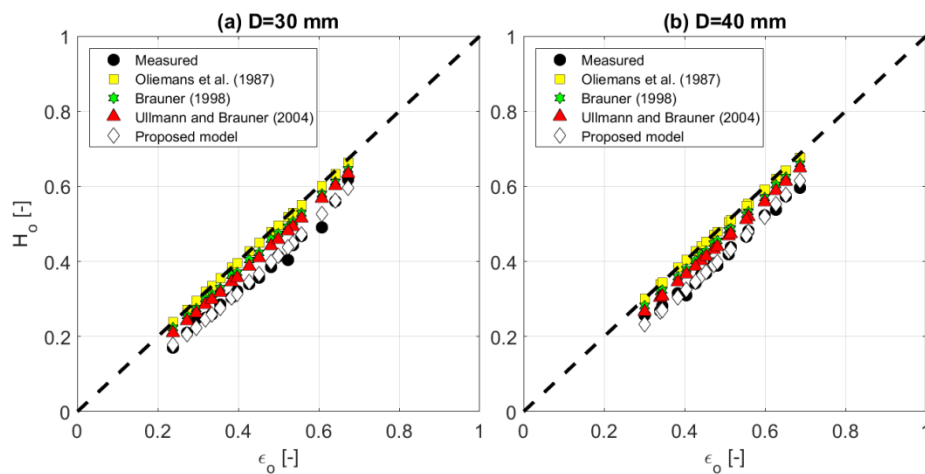 (a) D=30 mm
1
0.8
0.6
0.4
0.2
0
H_o [-]
0
0.2
0.4
0.6
0.8
1
ϵ_o [-]
Measured
Oliemans et al. (1987)
Brauner (1998)
Ullmann and Brauner (2004)
Proposed model
(b) D=40 mm
1
0.8
0.6
0.4
0.2
0
0
0.2
0.4
0.6
0.8
1
ϵ_o [-]
Measured
Oliemans et al. (1987)
Brauner (1998)
Ullmann and Brauner (2004)
Proposed model